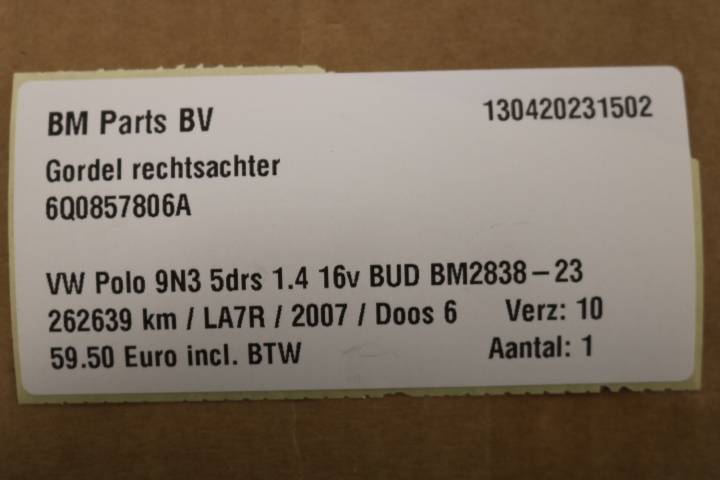 BM Parts BV 130420231502
Gordel rechtsachter
6Q0857806A
VW Polo 9N3 5drs 1.4 16v BUD BM2838-23
262639 km / LA7R / 2007 / Doos 6 Verz: 10
59.50 Euro incl. BTW Aantal: 1